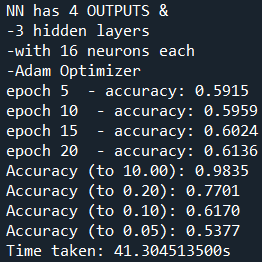 NN has 4 OUTPUTS &
-3 hidden layers
-with 16 neurons each
-Adam Optimizer
epoch 5  - accuracy: 0.5915
epoch 10  - accuracy: 0.5959
epoch 15  - accuracy: 0.6024
epoch 20  - accuracy: 0.6136
Accuracy (to 10.00): 0.9835
Accuracy (to 0.20): 0.7701
Accuracy (to 0.10): 0.6170
Accuracy (to 0.05): 0.5377
Time taken: 41.304513500s